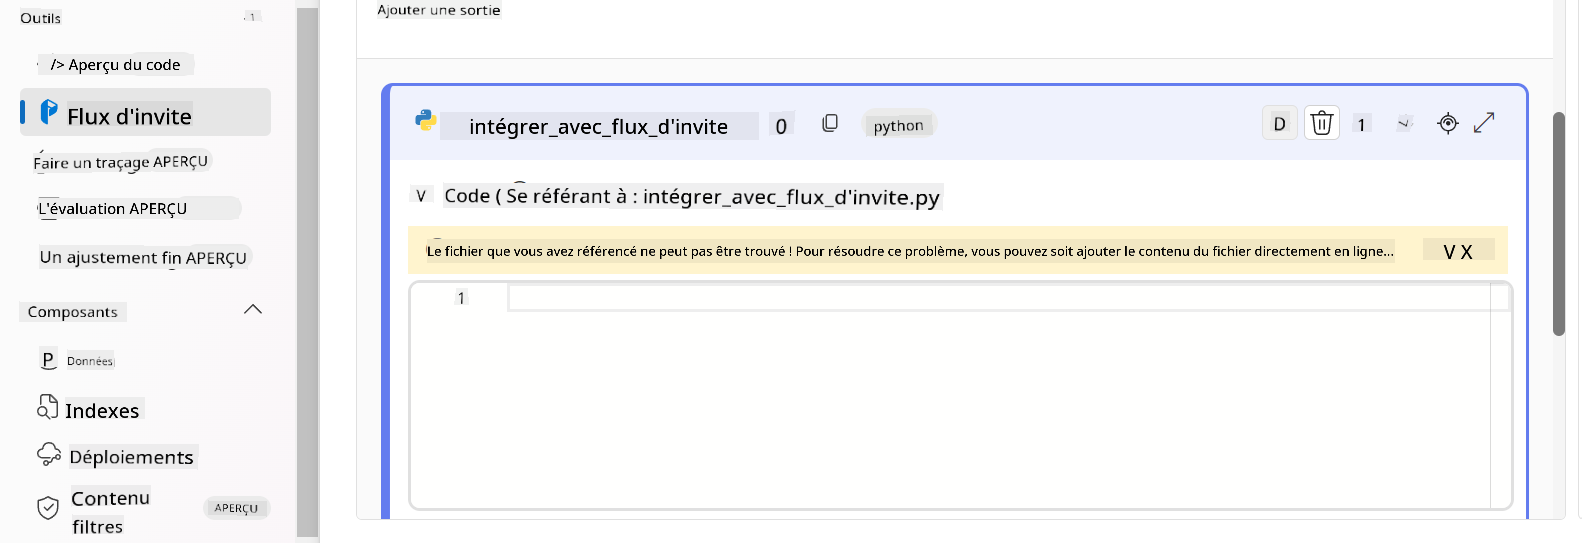 Outils
/> Aperçu du code
Flux d'invite
Faire un traçage APERÇU
L'évaluation APERÇU
Un ajustement fin APERÇU
Composants
P Données
Indexes
Déploiements
Contenu
filtres APERÇU
Ajouter une sortie
intégrer_avec_flux_d'invite 0 python D 1
V Code ( Se référant à : intégrer_avec_flux_d'invite.py
Le fichier que vous avez référencé ne peut pas être trouvé ! Pour résoudre ce problème, vous pouvez soit ajouter le contenu du fichier directement en ligne... V X
1